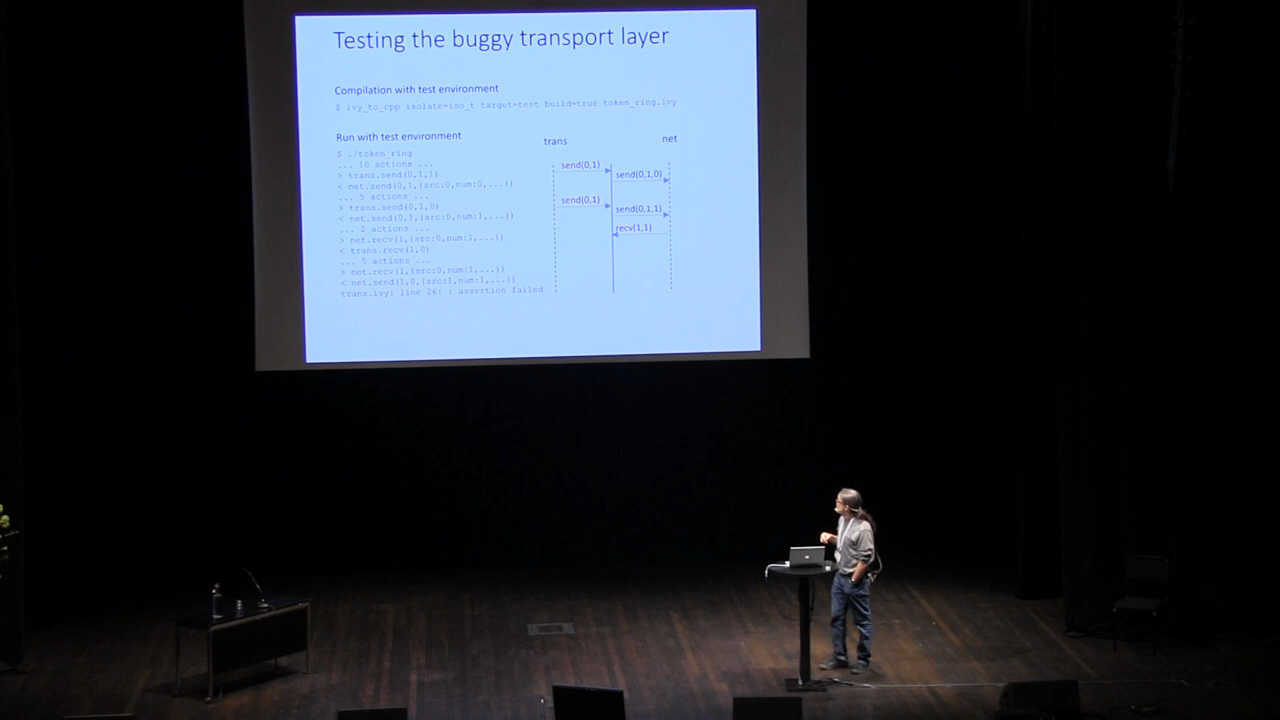 Testing the buggy transport layer
Compilation with test environment
$ ivy_to_cpp isolate=iso_t target=test build=true token_ring.ivy
Run with test environment
$ ./token_ring
... 10 actions ...
> trans.send(0,1,1)
< net.send(0,1,(src:0,num:0,...))
... 5 actions ...
> trans.send(0,1,0)
< net.send(0,1,(src:0,num:1,...))
... 2 actions ...
> net.recv(1,(src:0,num:1,...))
< trans.recv(1,0)
... 5 actions ...
> net.recv(1,(src:0,num:1,...))
< net.send(1,0,(src:1,num:1,...))
trans.ivy: line 26: : assertion failed
trans
net
send(0,1)
send(0,1,0)
send(0,1)
send(0,1,1)
recv(1,1)